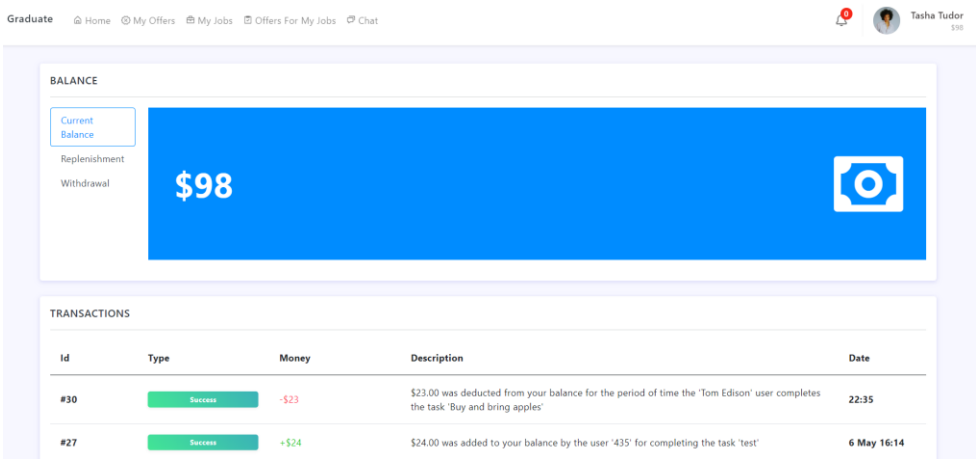 Graduate Home My Offers My Jobs Offers For My Jobs Chat 0 Tasha Tudor
$98
BALANCE
Current
Balance
Replenishment
Withdrawal
$98
TRANSACTIONS
Id Type Money Description Date
#30 Success -$23 $23.00 was deducted from your balance for the period of time the 'Tom Edison' user completes
the task 'Buy and bring apples' 22:35
#27 Success +$24 $24.00 was added to your balance by the user '435' for completing the task 'test' 6 May 16:14